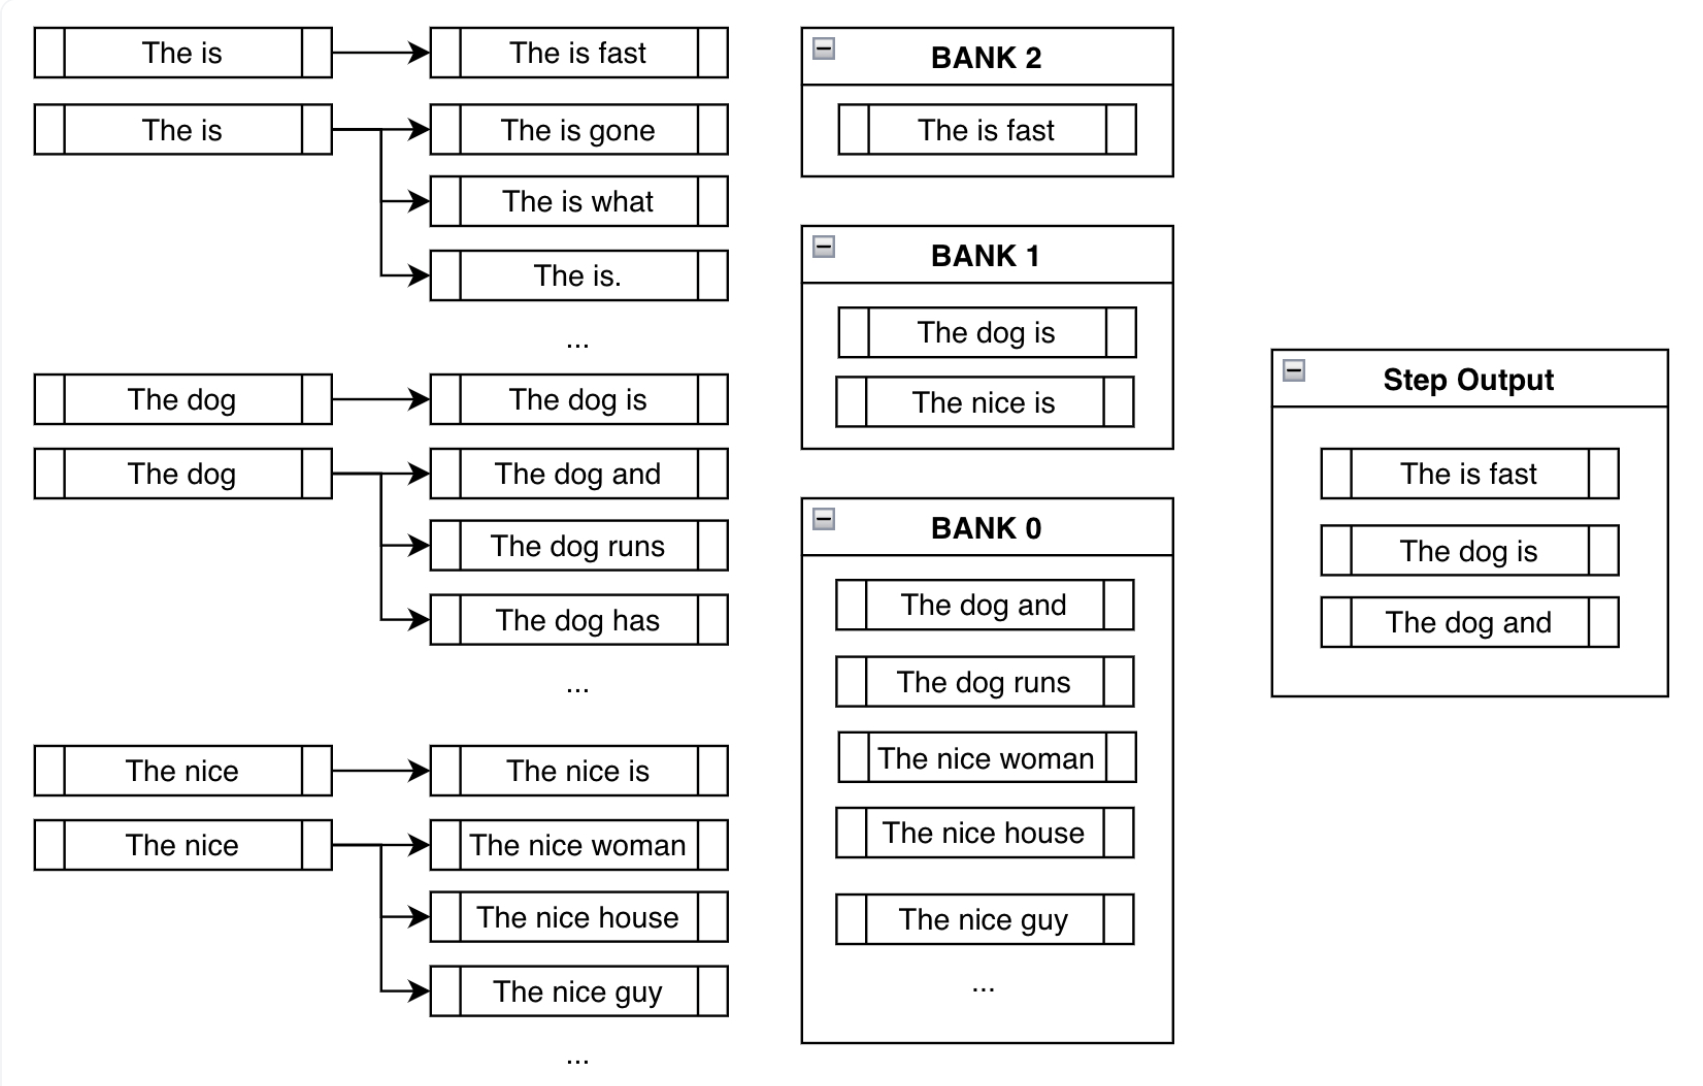 The is
The is fast
The is
The is gone
The is what
The is.
...
The dog
The dog is
The dog
The dog and
The dog runs
The dog has
...
The nice
The nice is
The nice
The nice woman
The nice house
The nice guy
...
BANK 2
The is fast
BANK 1
The dog is
The nice is
BANK 0
The dog and
The dog runs
The nice woman
The nice house
The nice guy
...
Step Output
The is fast
The dog is
The dog and